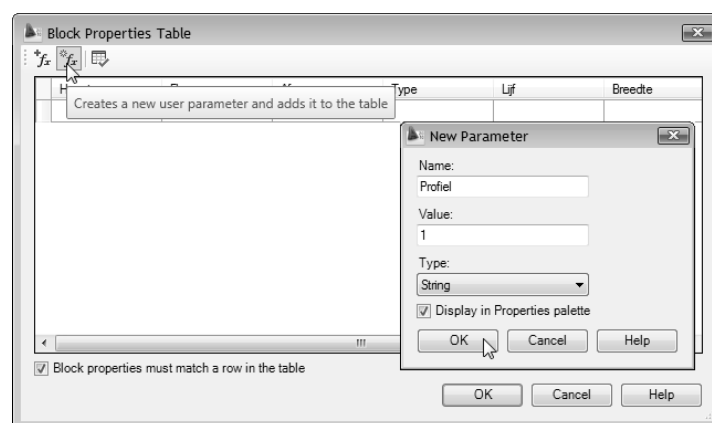 Block Properties Table
fx fx
Type Lijf Breedte
Creates a new user parameter and adds it to the table
New Parameter
Name:
Profiel
Value:
1
Type:
String
Display in Properties palette
OK Cancel Help
Block properties must match a row in the table
OK Cancel Help